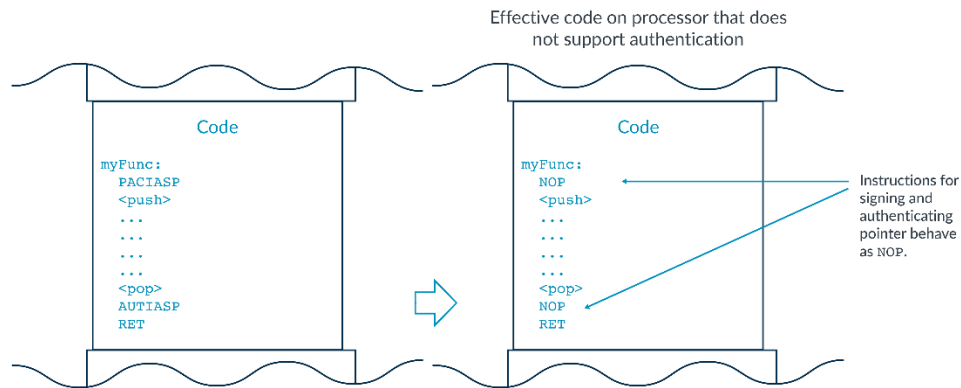 Effective code on processor that does
not support authentication
Code
myFunc:
PACIASP
<push>
...
...
...
...
<pop>
AUTIASP
RET
Code
myFunc:
NOP
<push>
...
...
...
...
<pop>
NOP
RET
Instructions for
signing and
authenticating
pointer behave
as NOP.